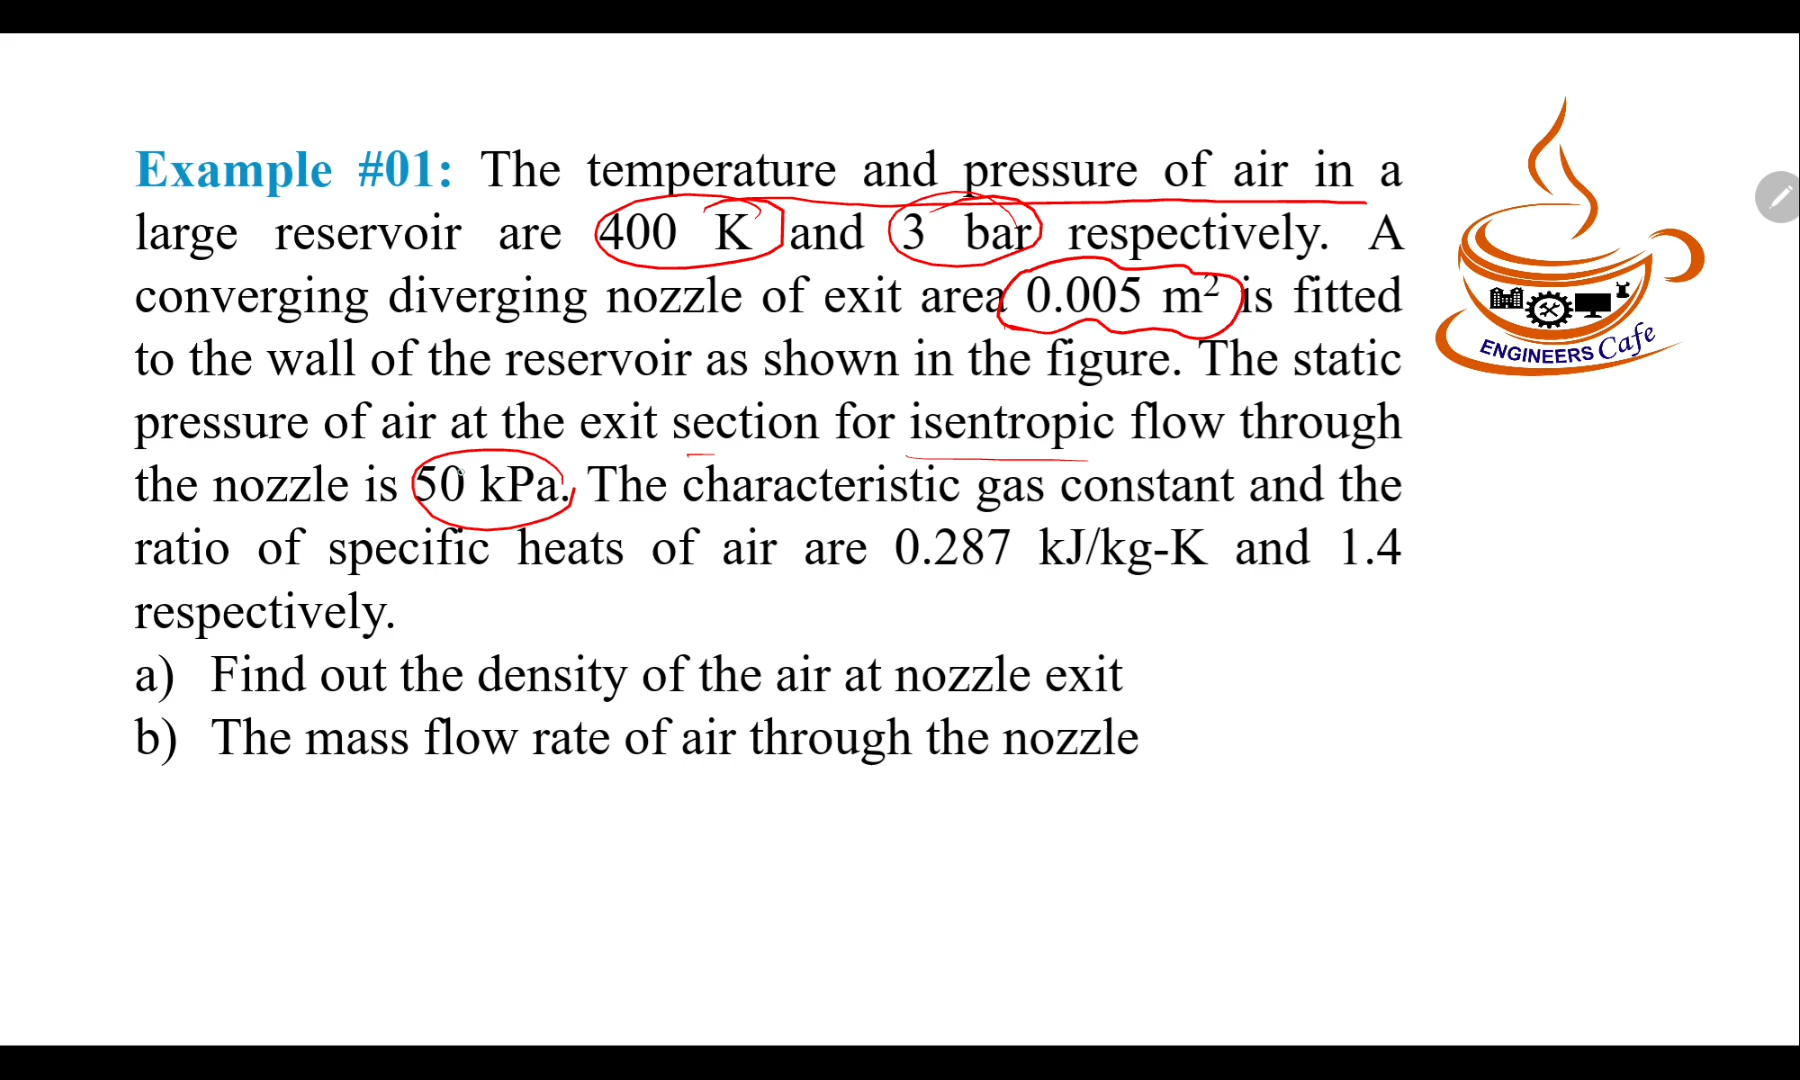 Example #01: The temperature and pressure of air in a
large reservoir are 400 K and 3 bar respectively. A
converging diverging nozzle of exit area 0.005 m² is fitted
to the wall of the reservoir as shown in the figure. The static
pressure of air at the exit section for isentropic flow through
the nozzle is 50 kPa. The characteristic gas constant and the
ratio of specific heats of air are 0.287 kJ/kg-K and 1.4
respectively.
a) Find out the density of the air at nozzle exit
b) The mass flow rate of air through the nozzle
ENGINEERS Cafe